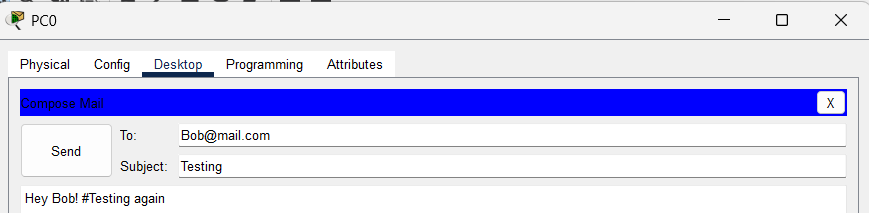 PC0
Physical Config Desktop Programming Attributes
Compose Mail X
Send To: Bob@mail.com
Subject: Testing
Hey Bob! #Testing again